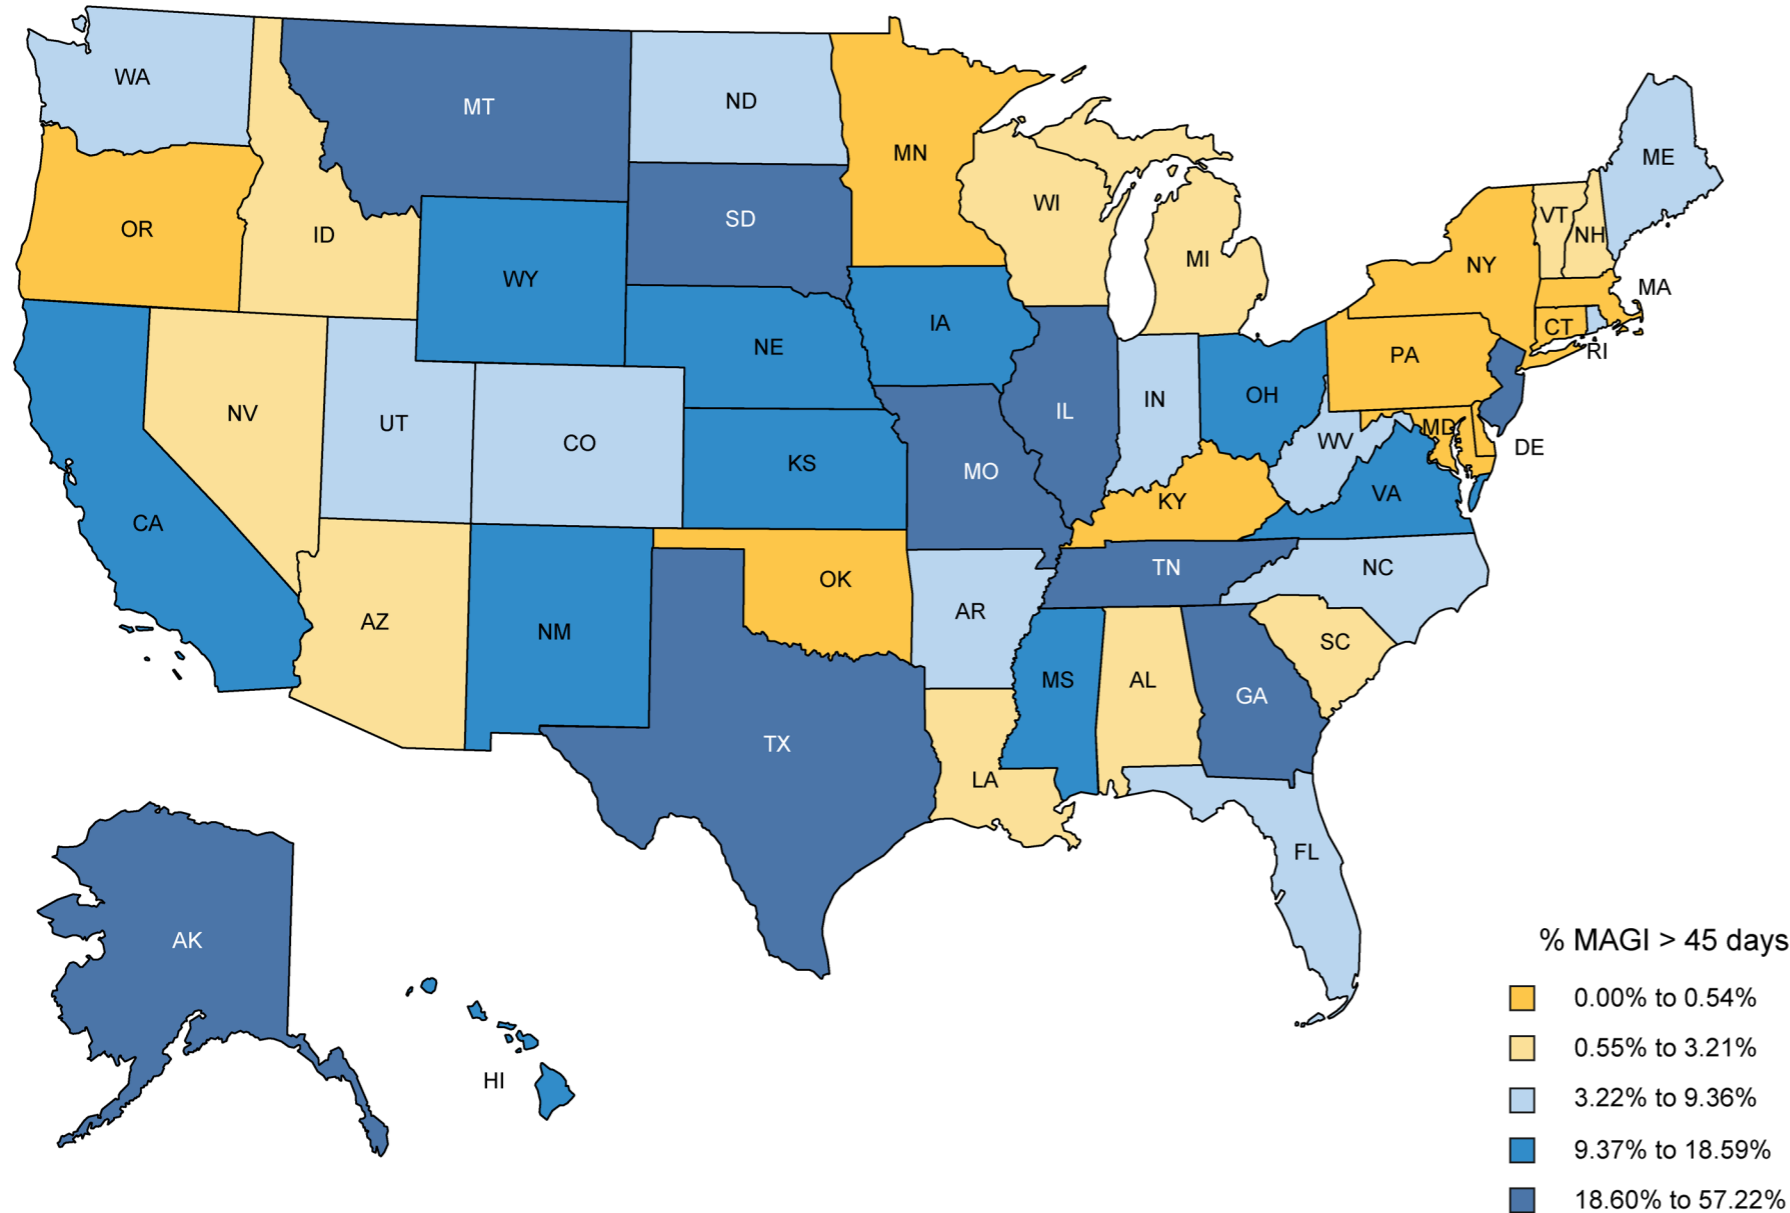 WA
MT
ND
MN
ME
OR
ID
SD
WI
VT
NH
MI
NY
WY
MA
IA
CT
RI
NE
PA
NV
UT
CO
IL
IN
OH
MD
WV
DE
KS
MO
VA
KY
CA
TN
NC
OK
AR
AZ
NM
SC
MS
AL
GA
TX
LA
FL
AK
HI
% MAGI > 45 days
0.00% to 0.54%
0.55% to 3.21%
3.22% to 9.36%
9.37% to 18.59%
18.60% to 57.22%